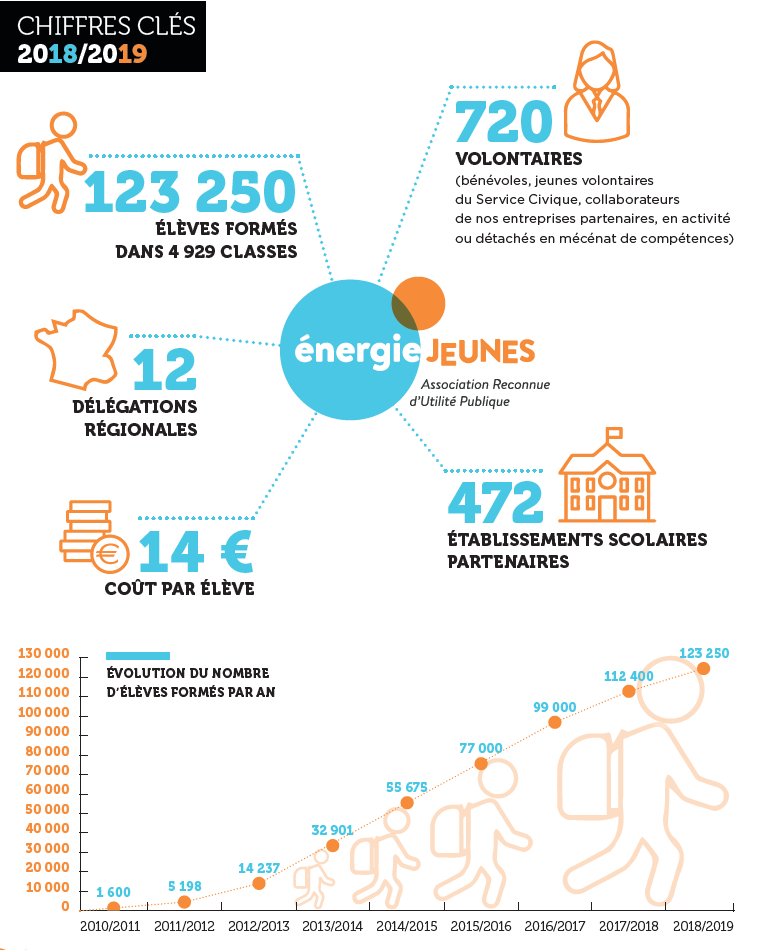 CHIFFRES CLÉS
2018/2019
123 250
ÉLÈVES FORMÉS
DANS 4 929 CLASSES
720
VOLONTAIRES
(bénévoles, jeunes volontaires
du Service Civique, collaborateurs
de nos entreprises partenaires, en activité
ou détachés en mécénat de compétences)
12
DÉLÉGATIONS
RÉGIONALES
énergie JEUNES
Association Reconnue
d'Utilité Publique
14 €
COÛT PAR ÉLÈVE
€
472
ÉTABLISSEMENTS SCOLAIRES
PARTENAIRES
ÉVOLUTION DU NOMBRE
D'ÉLÈVES FORMÉS PAR AN
130 000
120 000
110 000
100 000
90 000
80 000
70 000
60 000
50 000
40 000
30 000
20 000
10 000
0
1 600
5 198
14 237
32 901
55 675
77 000
99 000
112 400
123 250
2010/2011
2011/2012
2012/2013
2013/2014
2014/2015
2015/2016
2016/2017
2017/2018
2018/2019